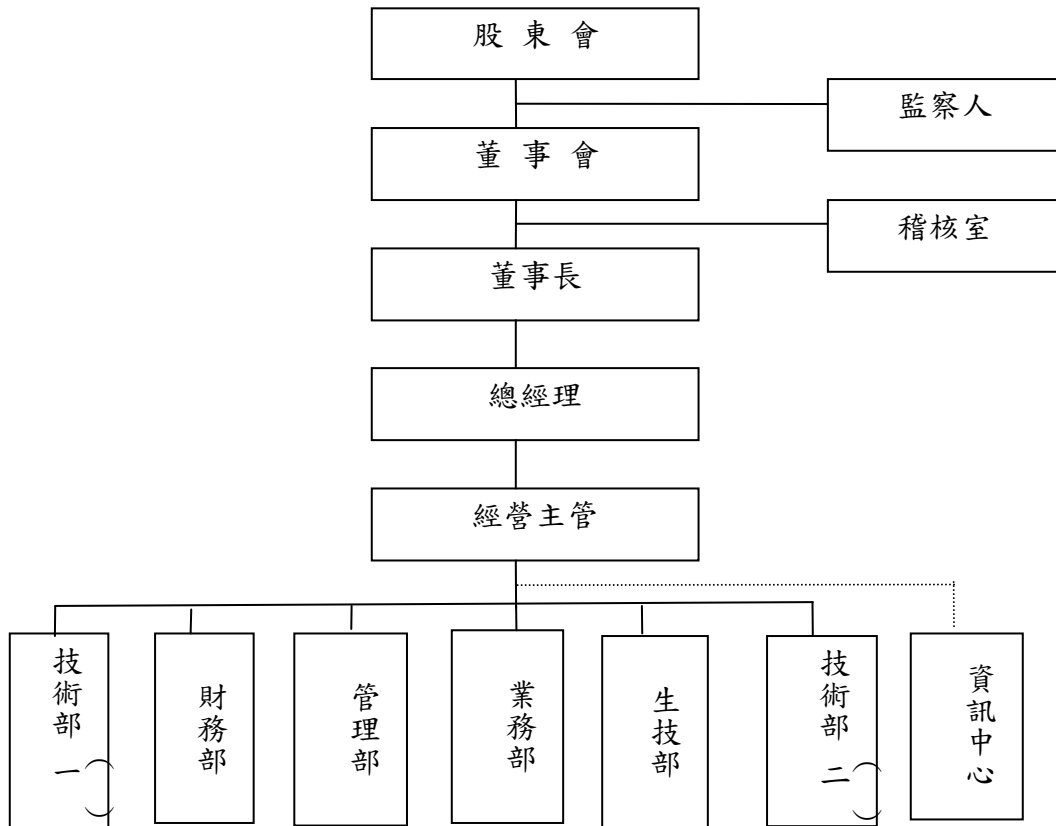 股 東 會
監察人
董 事 會
稽核室
董事長
總經理
經營主管
技術部（一）
財務部
管理部
業務部
生技部
技術部（二）
資訊中心